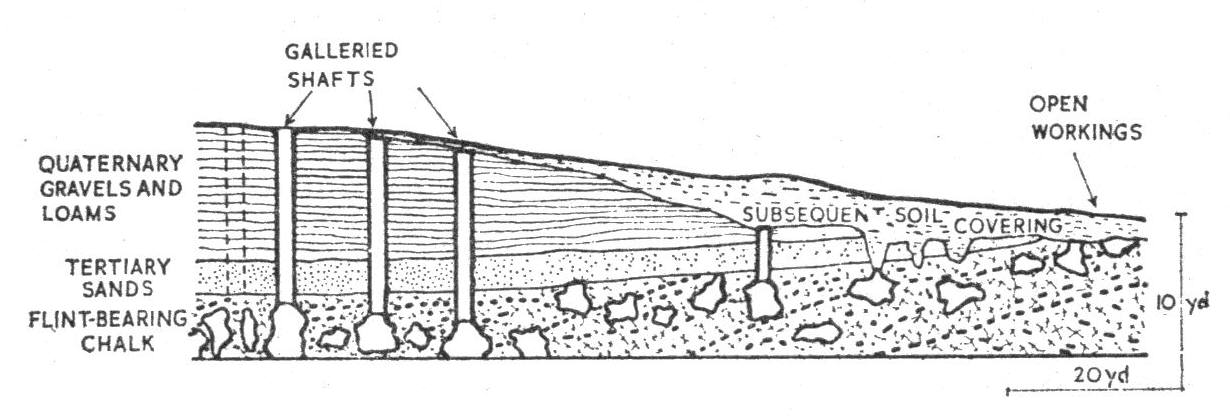 GALLERIED
SHAFTS
OPEN
WORKINGS
QUATERNARY
GRAVELS AND
LOAMS
SUBSEQUENT SOIL
COVERING
TERTIARY
SANDS
FLINT-BEARING
CHALK
10 yd
20 yd